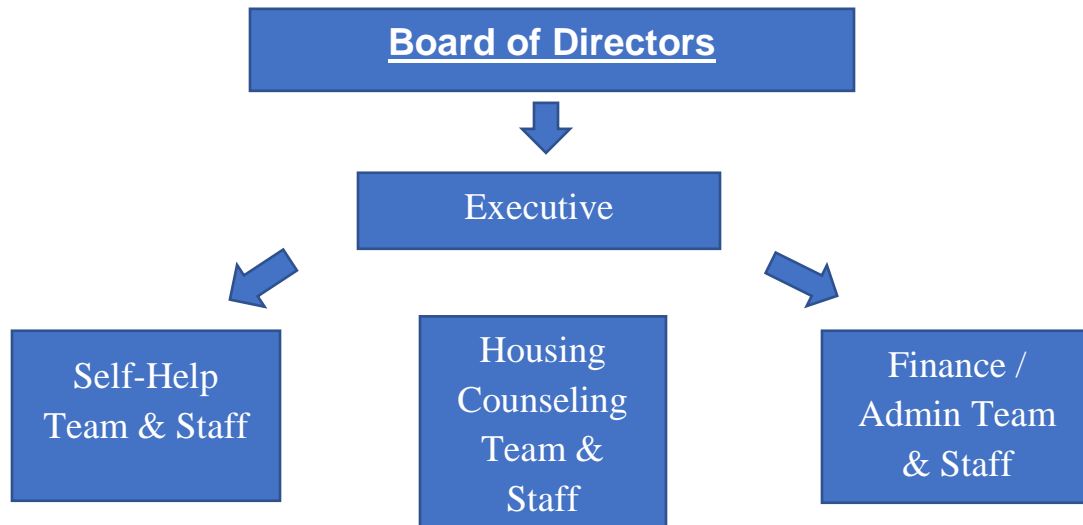 Board of Directors
Executive
Self-Help
Team & Staff
Housing
Counseling
Team &
Staff
Finance /
Admin Team
& Staff